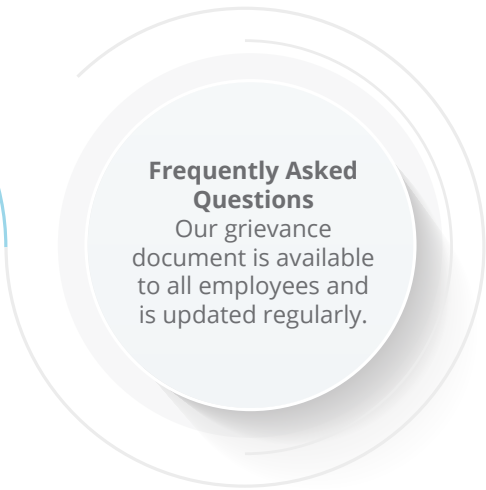 Frequently Asked
Questions
Our grievance
document is available
to all employees and
is updated regularly.